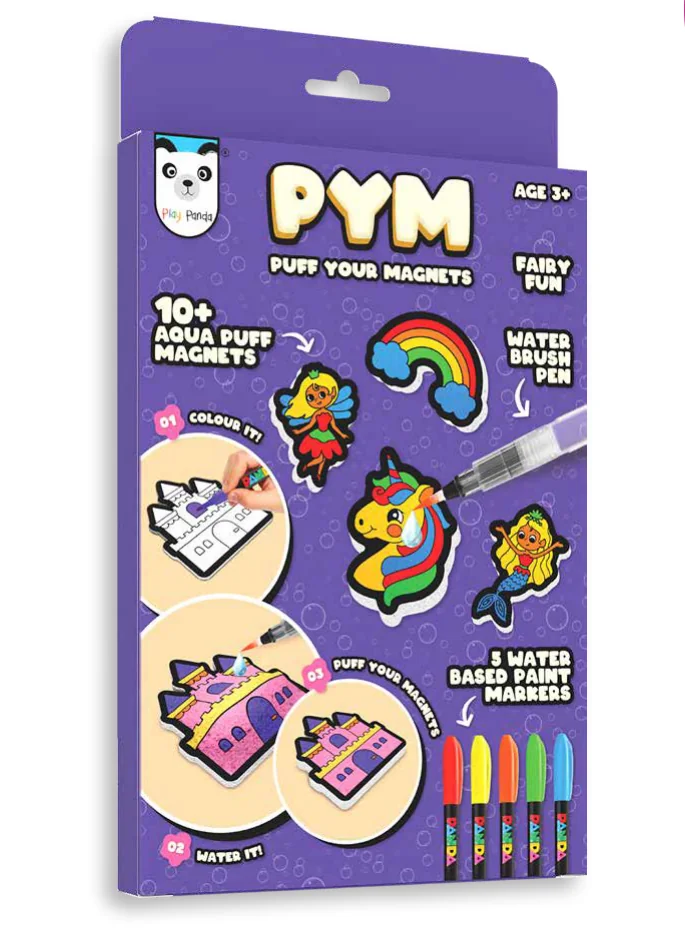 Play Panda
®
PYM
PUFF YOUR MAGNETS
AGE 3+
FAIRY
FUN
10+
AQUA PUFF
MAGNETS
WATER
BRUSH
PEN
01 COLOUR IT!
PANDA
03 PUFF YOUR MAGNETS
5 WATER
BASED PAINT
MARKERS
02 WATER IT!
PANDA
PANDA
PANDA
PANDA
PANDA